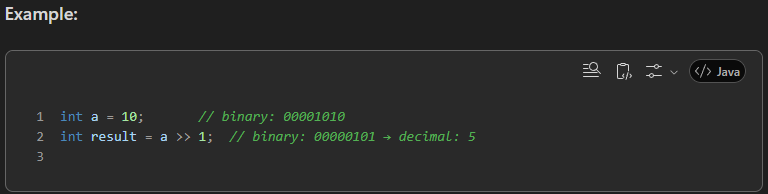 Example:
</> Java
1 int a = 10;       // binary: 00001010
2 int result = a >> 1;  // binary: 00000101 → decimal: 5
3